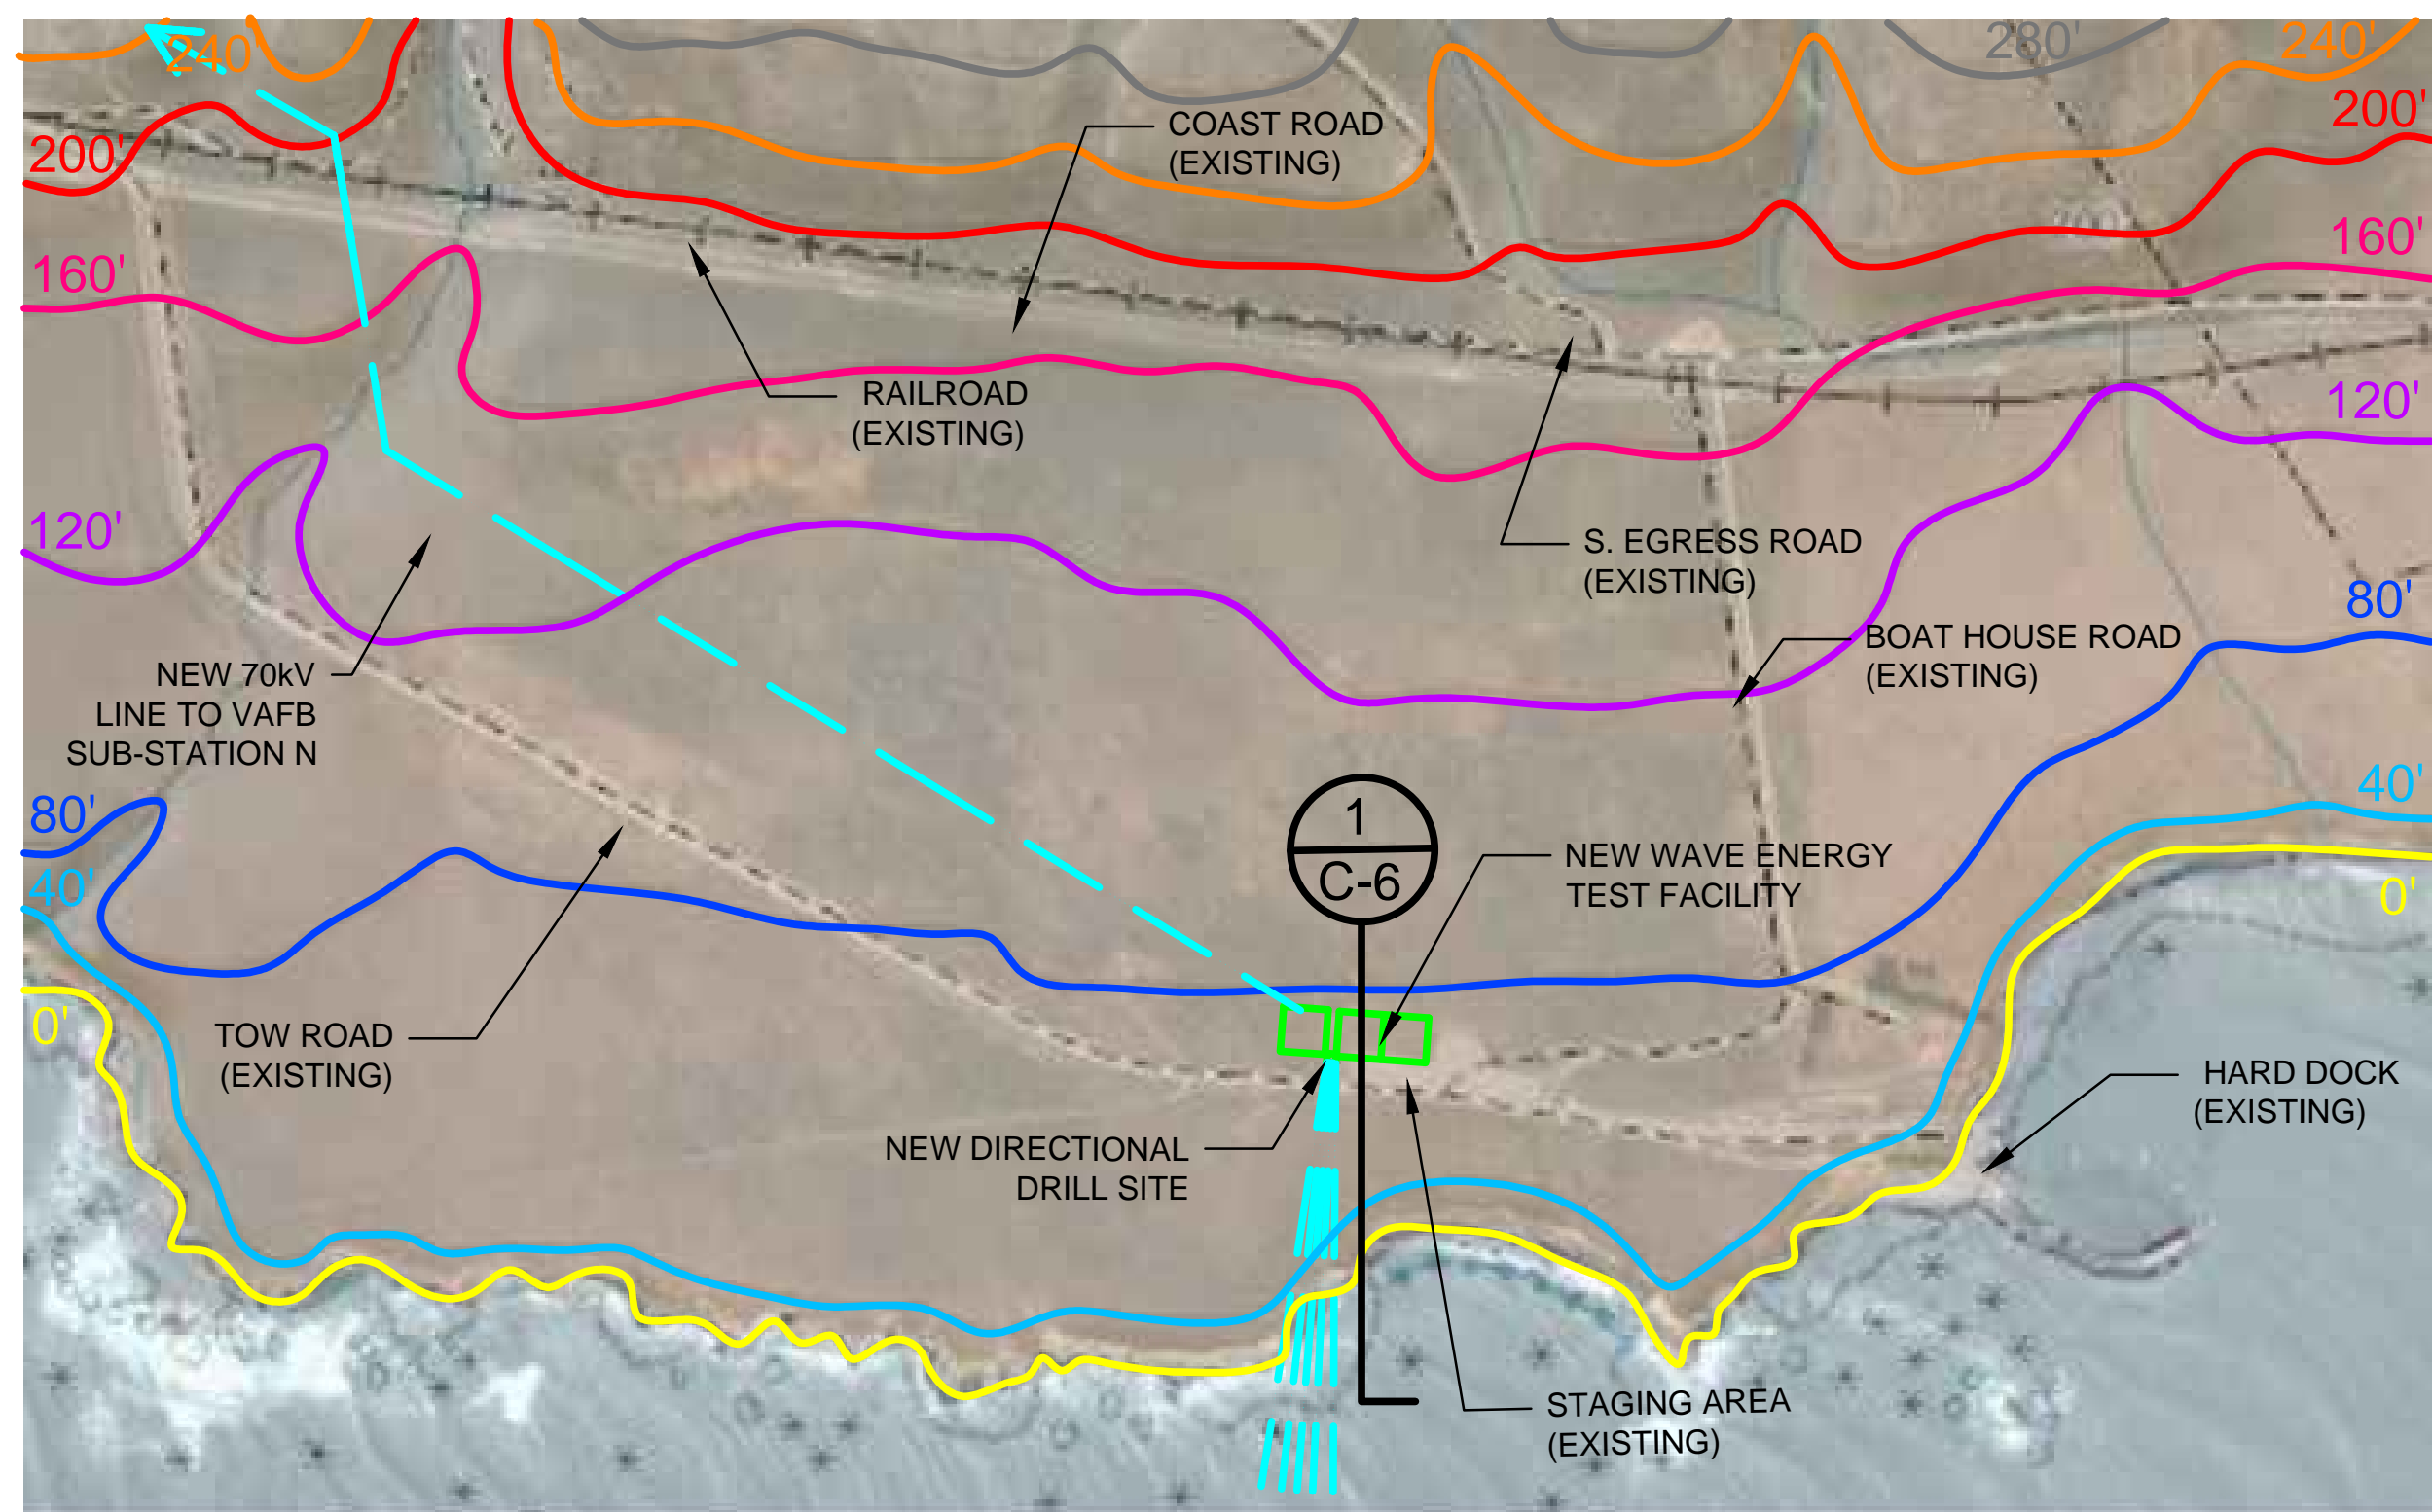 240'
280'
240'
200'
200'
COAST ROAD
(EXISTING)
160'
160'
RAILROAD
(EXISTING)
120'
120'
S. EGRESS ROAD
(EXISTING)
80'
BOAT HOUSE ROAD
(EXISTING)
NEW 70kV
LINE TO VAFB
SUB-STATION N
40'
80'
1
C-6
NEW WAVE ENERGY
TEST FACILITY
40'
0'
0'
TOW ROAD
(EXISTING)
HARD DOCK
(EXISTING)
NEW DIRECTIONAL
DRILL SITE
STAGING AREA
(EXISTING)